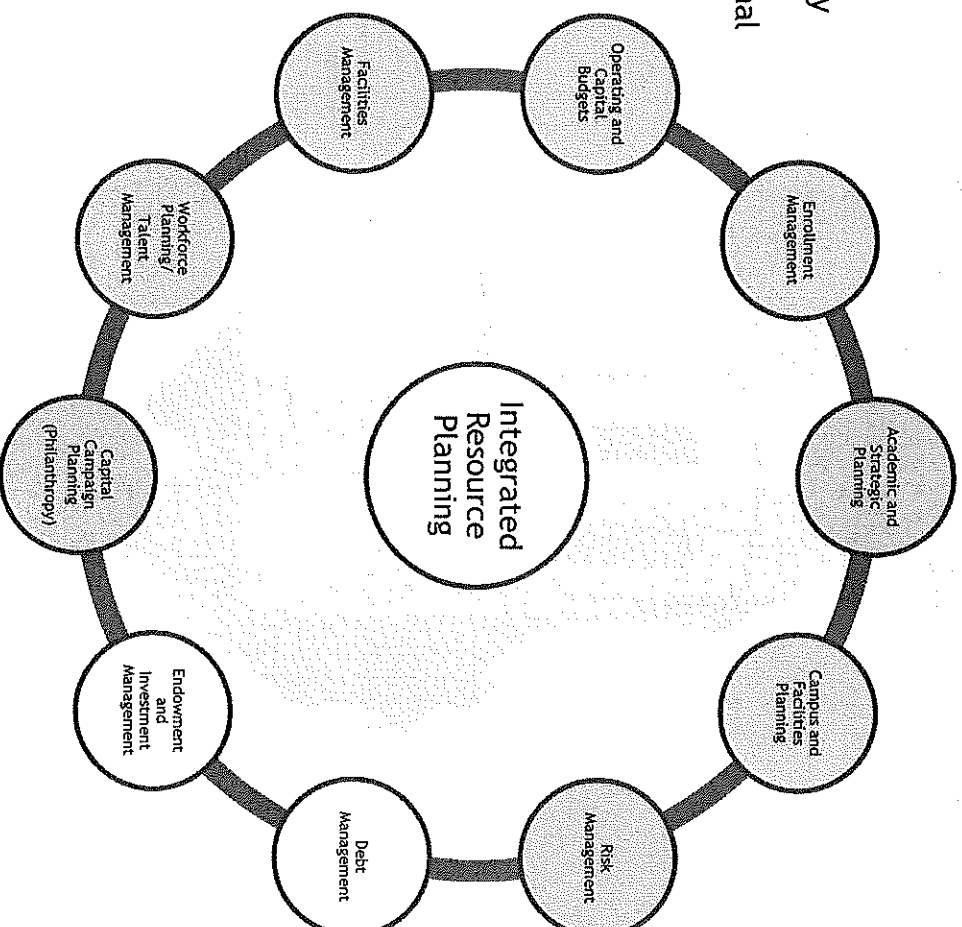 Academic and
Strategic
Planning
Enrollment
Management
Campus and
Facilities
Planning
Operating and
Capital
Budgets
Risk
Management
Integrated
Resource
Planning
Facilities
Management
Debt
Management
Workforce
Planning/
Talent
Management
Endowment
and
Investment
Management
Capital
Campaign
Planning
(Philanthropy)